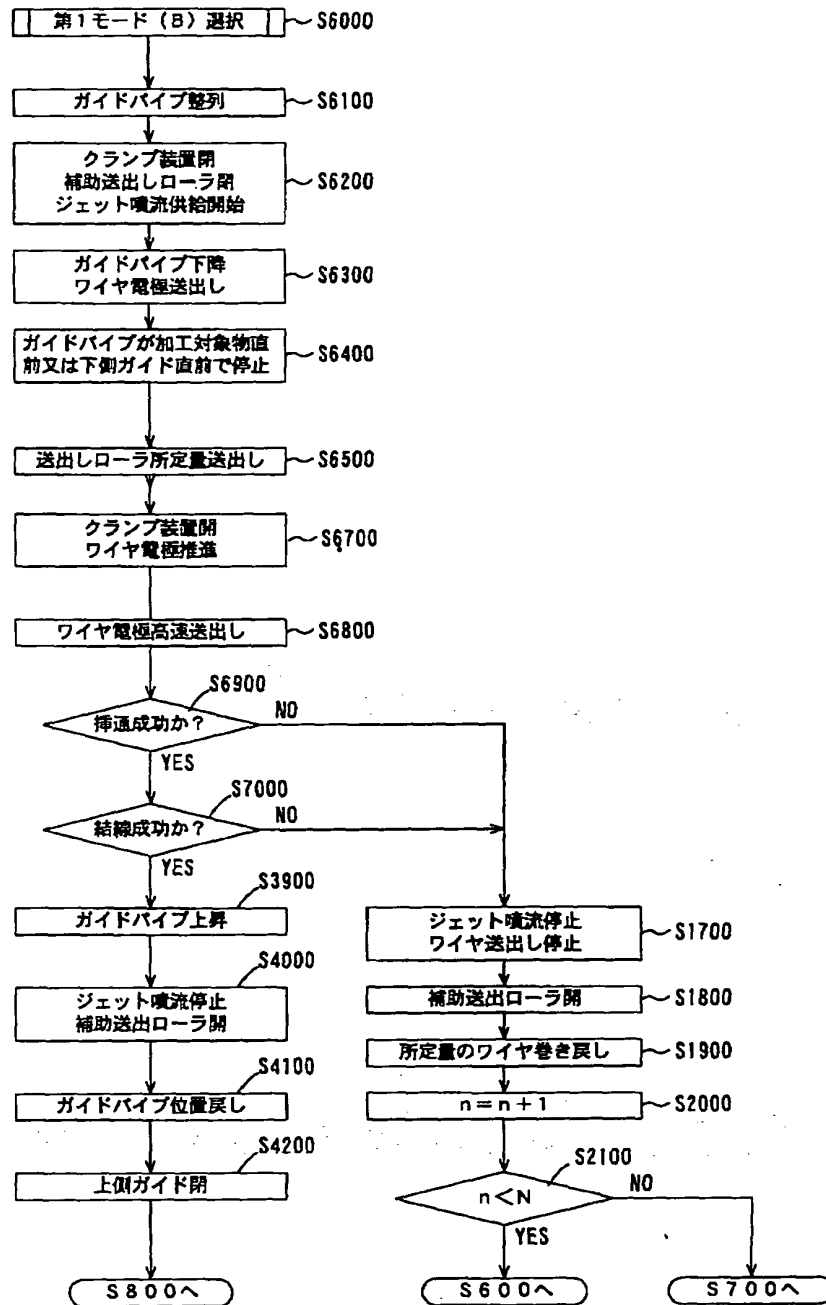 第1モード（B）選択
S6000
ガイドパイプ整列
S6100
クランプ装置閉
補助送出しローラ閉
ジェット噴流供給開始
S6200
ガイドパイプ下降
ワイヤ電極送出し
S6300
ガイドパイプが加工対象物直
前又は下側ガイド直前で停止
S6400
送出しローラ所定量送出し
S6500
クランプ装置開
ワイヤ電極推進
S6700
ワイヤ電極高速送出し
S6800
S6900
挿通成功か？
NO
YES
S7000
結線成功か？
NO
YES
S3900
ガイドパイプ上昇
S4000
ジェット噴流停止
補助送出ローラ開
S4100
ガイドパイプ位置戻し
S4200
上側ガイド閉
S800へ
ジェット噴流停止
ワイヤ送出し停止
S1700
補助送出ローラ開
S1800
所定量のワイヤ巻き戻し
S1900
n＝n＋1
S2000
S2100
n＜N
NO
YES
S600へ
S700へ